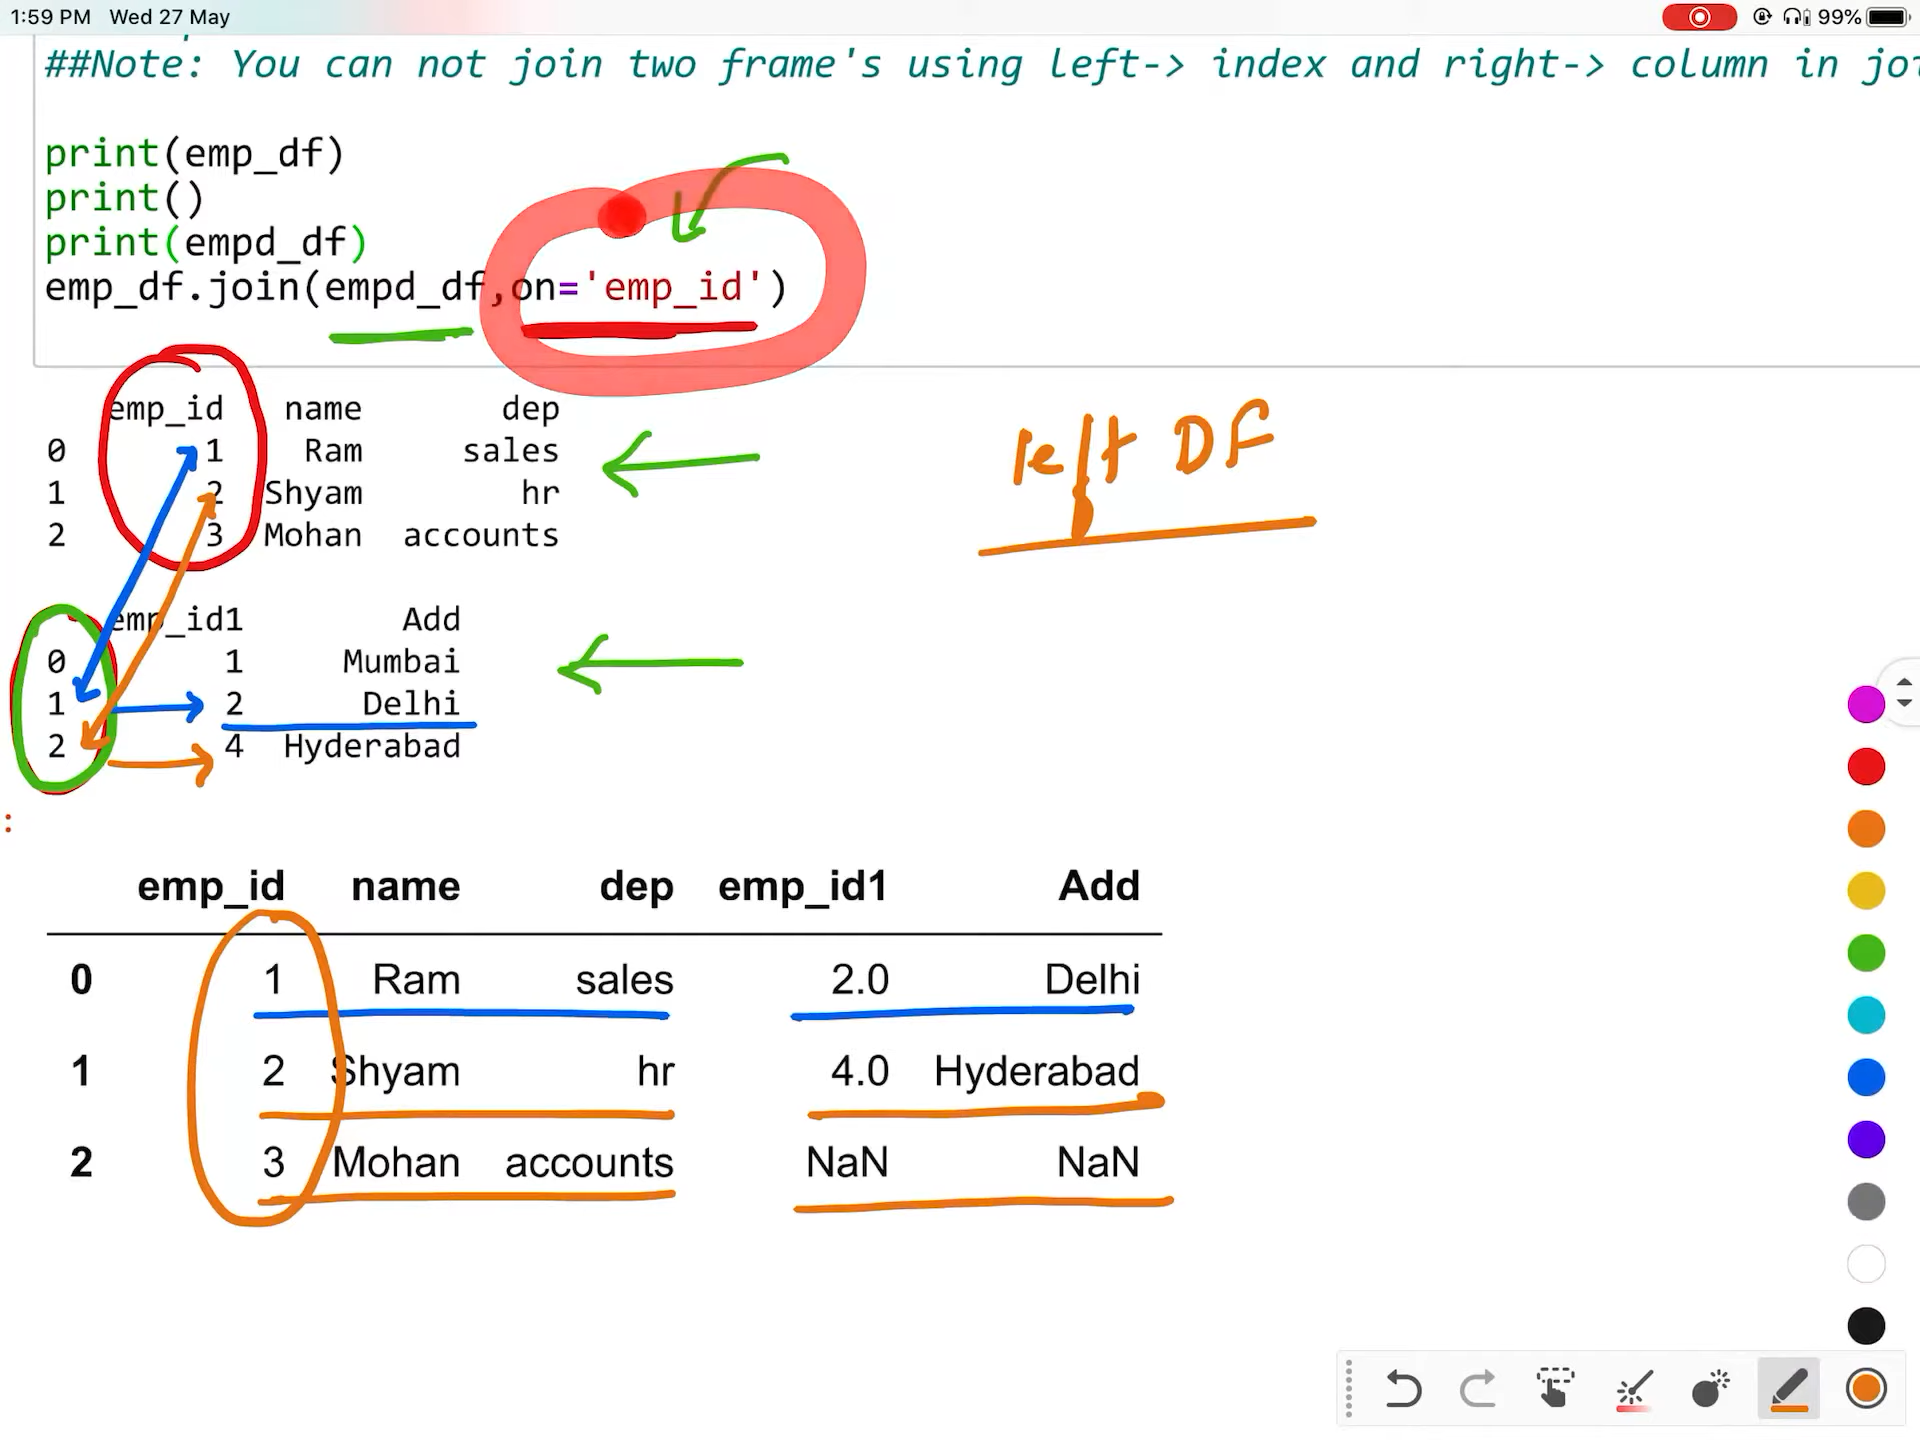 1:59 PM Wed 27 May 99%
##Note: You can not join two frame's using left-> index and right-> column in joi
print(emp_df)
print()
print(empd_df)
emp_df.join(empd_df,on='emp_id')
emp_id name dep
0 1 Ram sales
1 2 Shyam hr
2 3 Mohan accounts
left DF
emp_id1 Add
0 1 Mumbai
1 2 Delhi
2 4 Hyderabad
:
emp_id name dep emp_id1 Add
0 1 Ram sales 2.0 Delhi
1 2 Shyam hr 4.0 Hyderabad
2 3 Mohan accounts NaN NaN